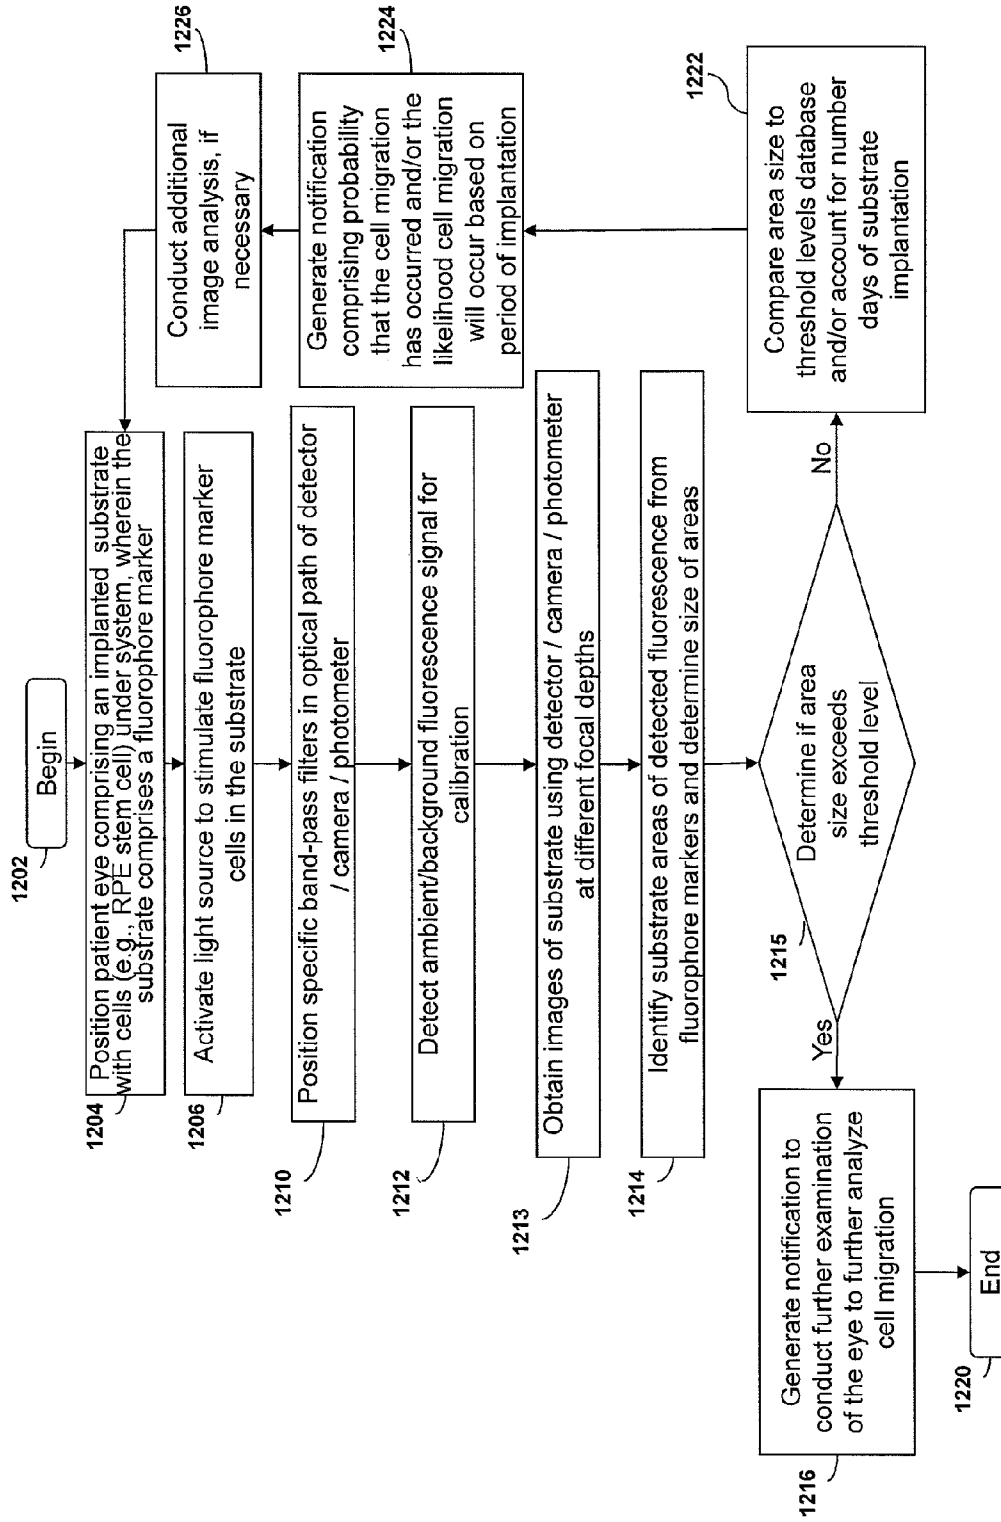 1202
Begin
1204
Position patient eye comprising an implanted substrate
with cells (e.g., RPE stem cell) under system, wherein the
substrate comprises a fluorophore marker
1206
Activate light source to stimulate fluorophore marker
cells in the substrate
1210
Position specific band-pass filters in optical path of detector
/ camera / photometer
1212
Detect ambient/background fluorescence signal for
calibration
1213
Obtain images of substrate using detector / camera / photometer
at different focal depths
1214
Identify substrate areas of detected fluorescence from
fluorophore markers and determine size of areas
1215
Determine if area
size exceeds
threshold level
Yes
No
1216
Generate notification to
conduct further examination
of the eye to further analyze
cell migration
1220
End
1222
Compare area size to
threshold levels database
and/or account for number
days of substrate
implantation
1224
Generate notification
comprising probability
that the cell migration
has occurred and/or the
likelihood cell migration
will occur based on
period of implantation
1226
Conduct additional
image analysis, if
necessary